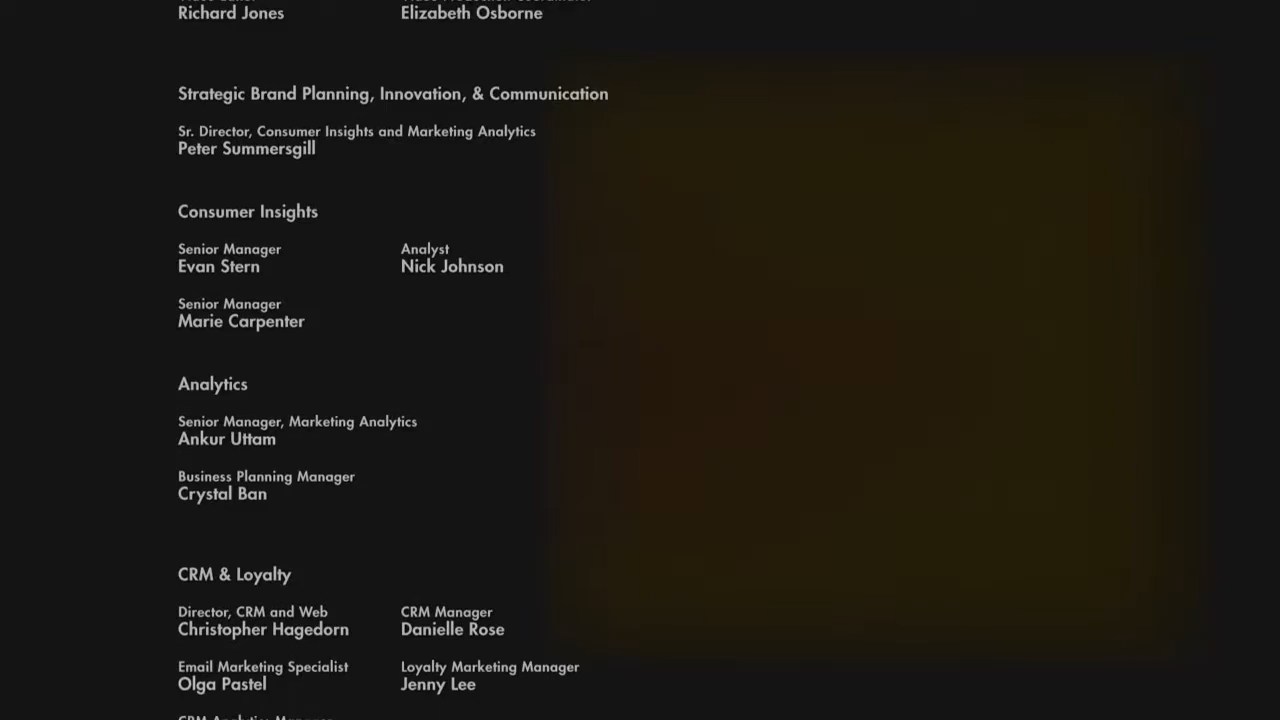 Richard Jones
Elizabeth Osborne
Strategic Brand Planning, Innovation, & Communication
Sr. Director, Consumer Insights and Marketing Analytics
Peter Summersgill
Consumer Insights
Senior Manager
Evan Stern
Analyst
Nick Johnson
Senior Manager
Marie Carpenter
Analytics
Senior Manager, Marketing Analytics
Ankur Uttam
Business Planning Manager
Crystal Ban
CRM & Loyalty
Director, CRM and Web
Christopher Hagedorn
CRM Manager
Danielle Rose
Email Marketing Specialist
Olga Pastel
Loyalty Marketing Manager
Jenny Lee